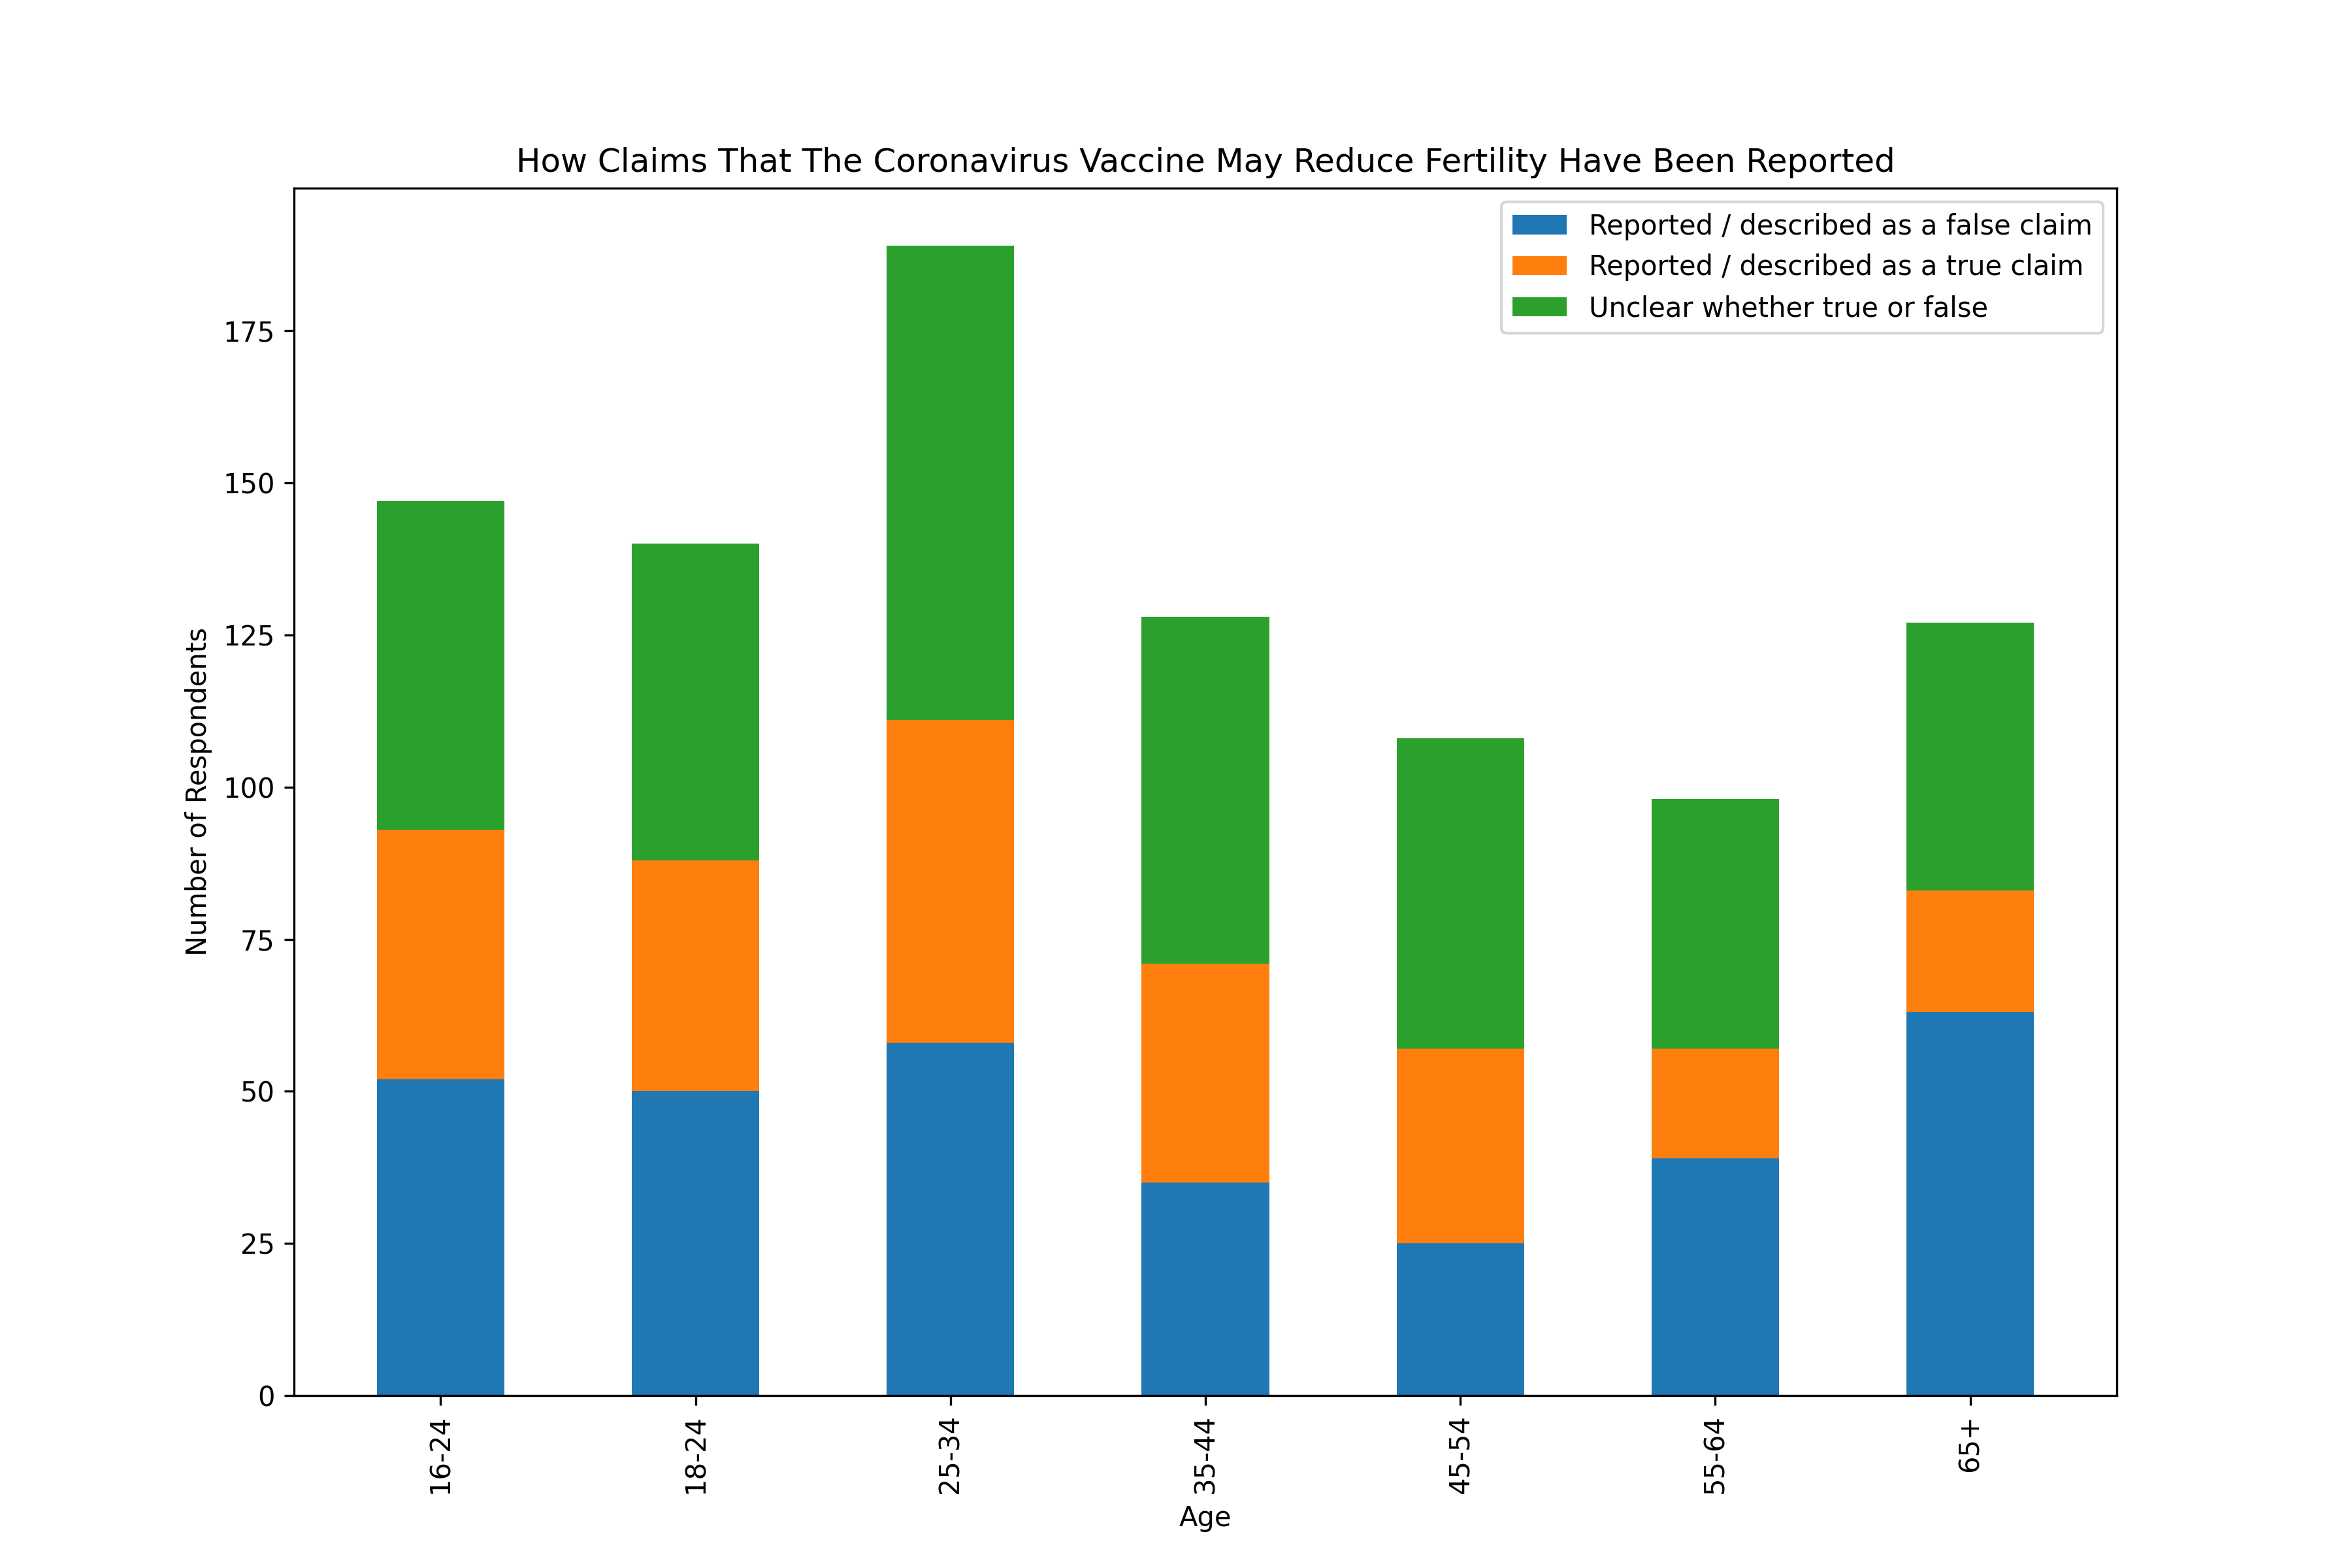 How Claims That The Coronavirus Vaccine May Reduce Fertility Have Been Reported
Reported / described as a false claim
Reported / described as a true claim
Unclear whether true or false
Number of Respondents
175
150
125
100
75
50
25
0
16-24
18-24
25-34
35-44
45-54
55-64
65+
Age